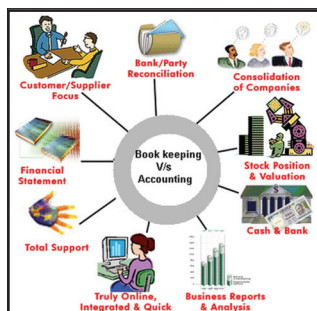 Customer/Supplier
Focus
Bank/Party
Reconciliation
Consolidation
of Companies
Book keeping
V/s
Accounting
Financial
Statement
Stock Position
& Valuation
Cash & Bank
Total Support
Truly Online,
Integrated & Quick
Business Reports
& Analysis